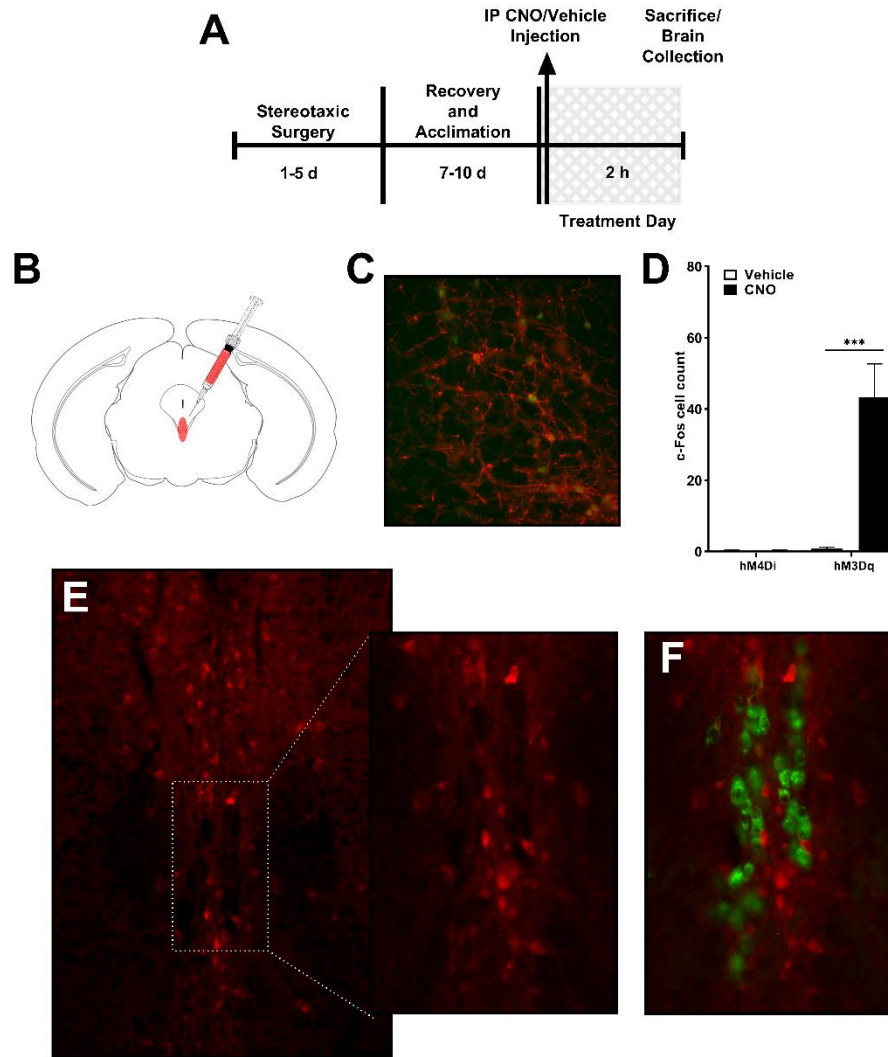 A
IP CNO/Vehicle
Injection
Sacrifice/
Brain
Collection
Stereotaxic
Surgery
Recovery
and
Acclimation
1-5 d
7-10 d
2 h
Treatment Day
B
C
D
Vehicle
CNO
c-Fos cell count
80
60
40
20
0
***
hM4Di
hM3Dq
E
F